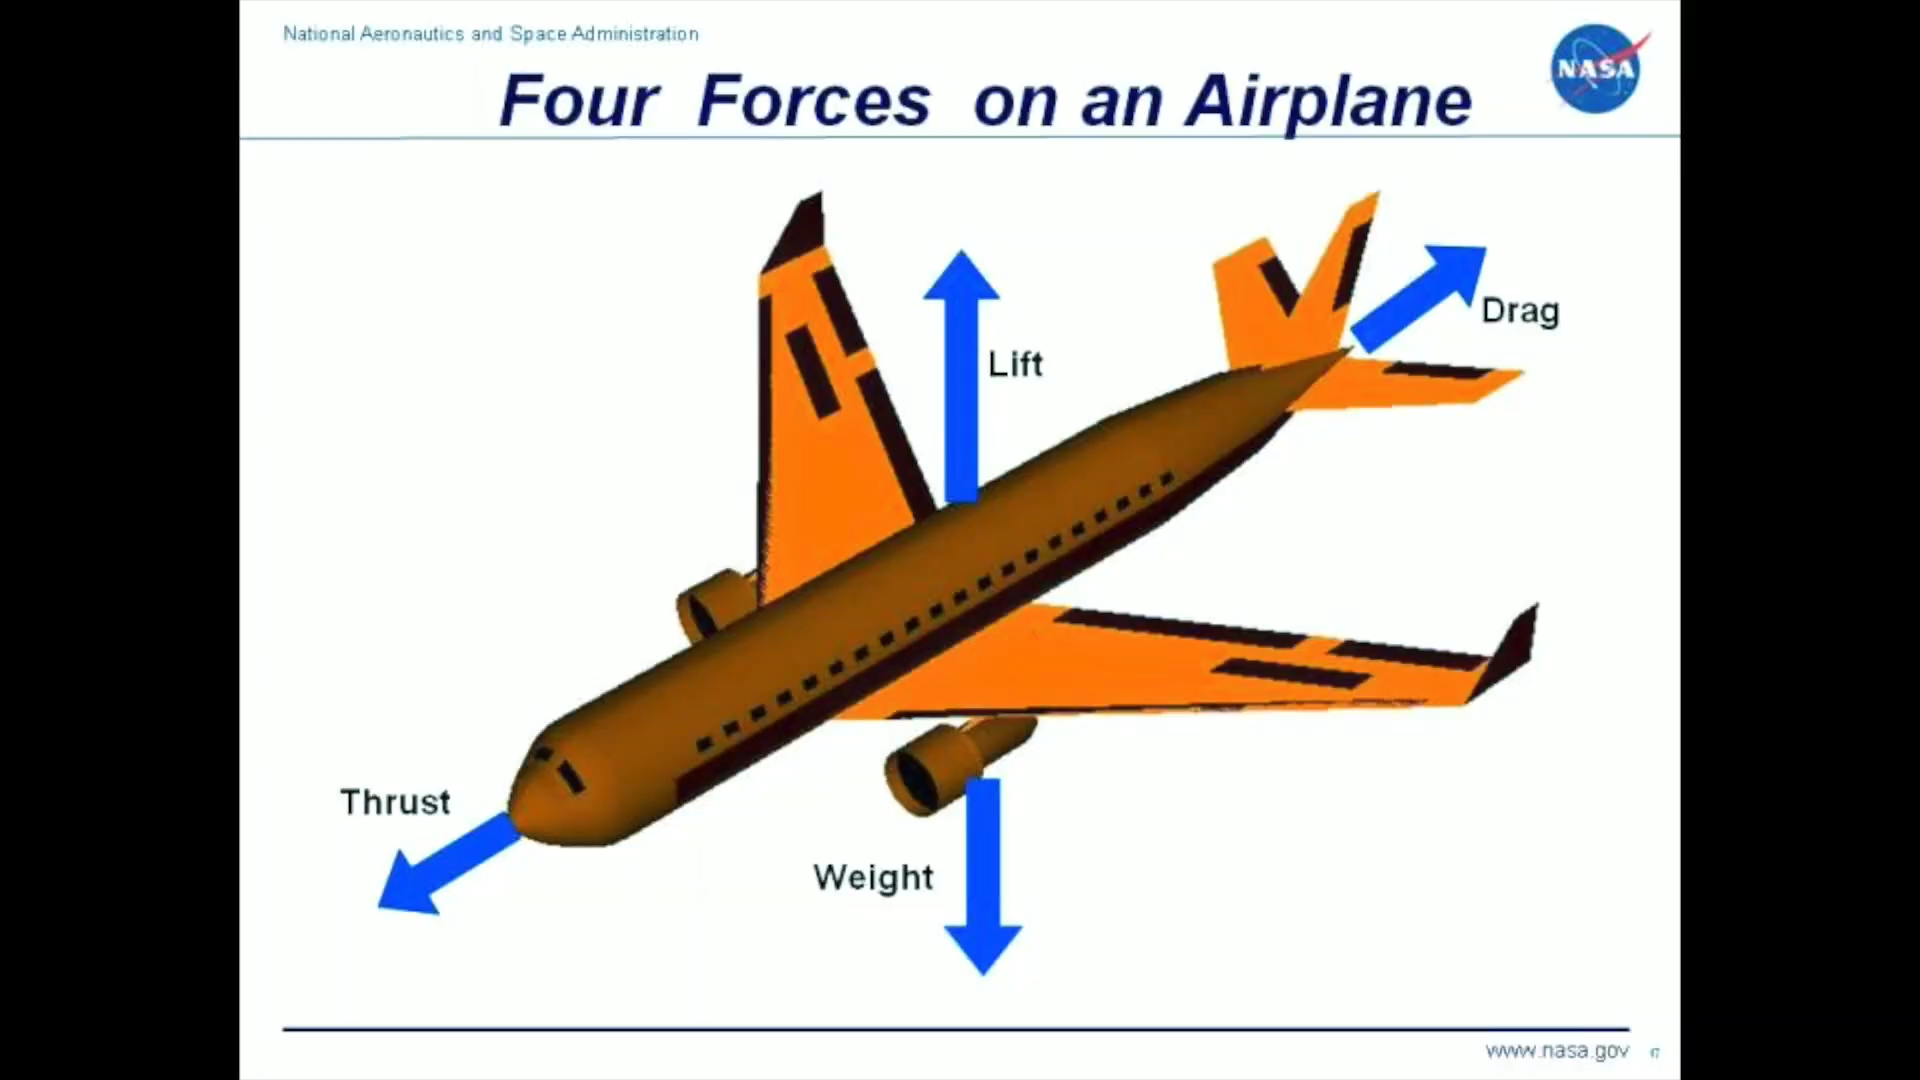 National Aeronautics and Space Administration
NASA
Four Forces on an Airplane
Lift
Drag
Thrust
Weight
www.nasa.gov